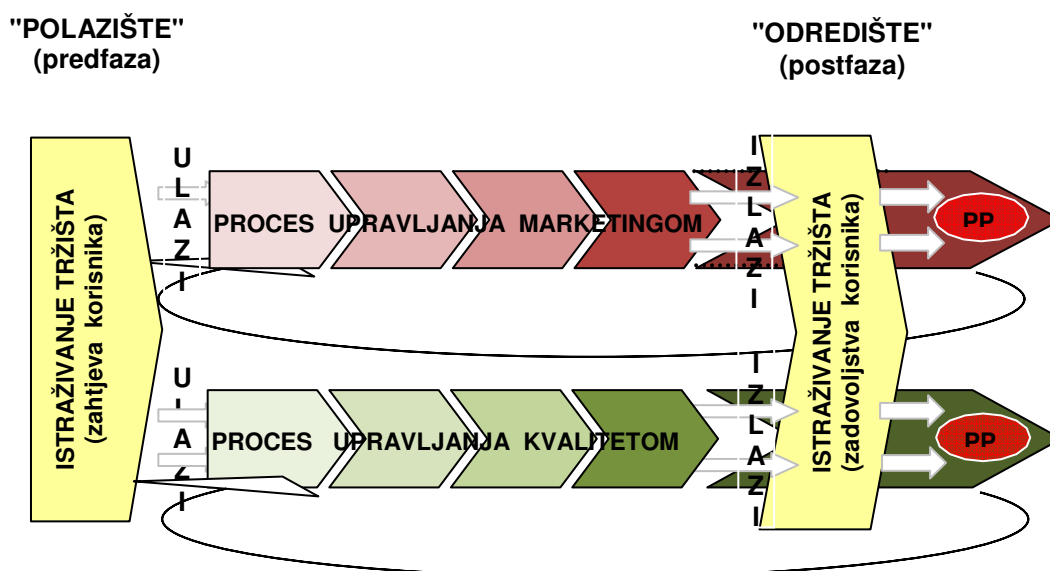 "POLAZIŠTE"
(predfaza)
"ODREDIŠTE"
(postfaza)
ISTRAŽIVANJE TRŽIŠTA
(zahtjeva korisnika)
ULAZI
PROCES UPRAVLJANJA MARKETINGOM
IZLAZI
ISTRAŽIVANJE TRŽIŠTA
(zadovoljstva korisnika)
PP
ULAZI
PROCES UPRAVLJANJA KVALITETOM
IZLAZI
PP